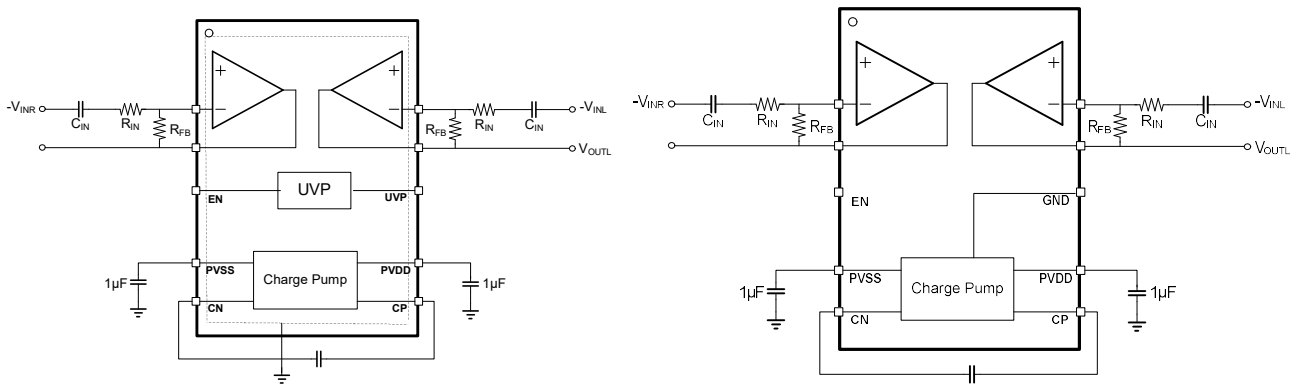 + +
− −
-VINR
CIN
RIN
RFB
-VINL
RIN
CIN
RFB
VOUTL
EN
UVP
UVP
PVSS
Charge Pump
PVDD
1µF
1µF
CN
CP
+ +
− −
-VINR
CIN
RIN
RFB
-VINL
RIN
CIN
RFB
VOUTL
EN
GND
PVSS
Charge Pump
PVDD
1µF
1µF
CN
CP